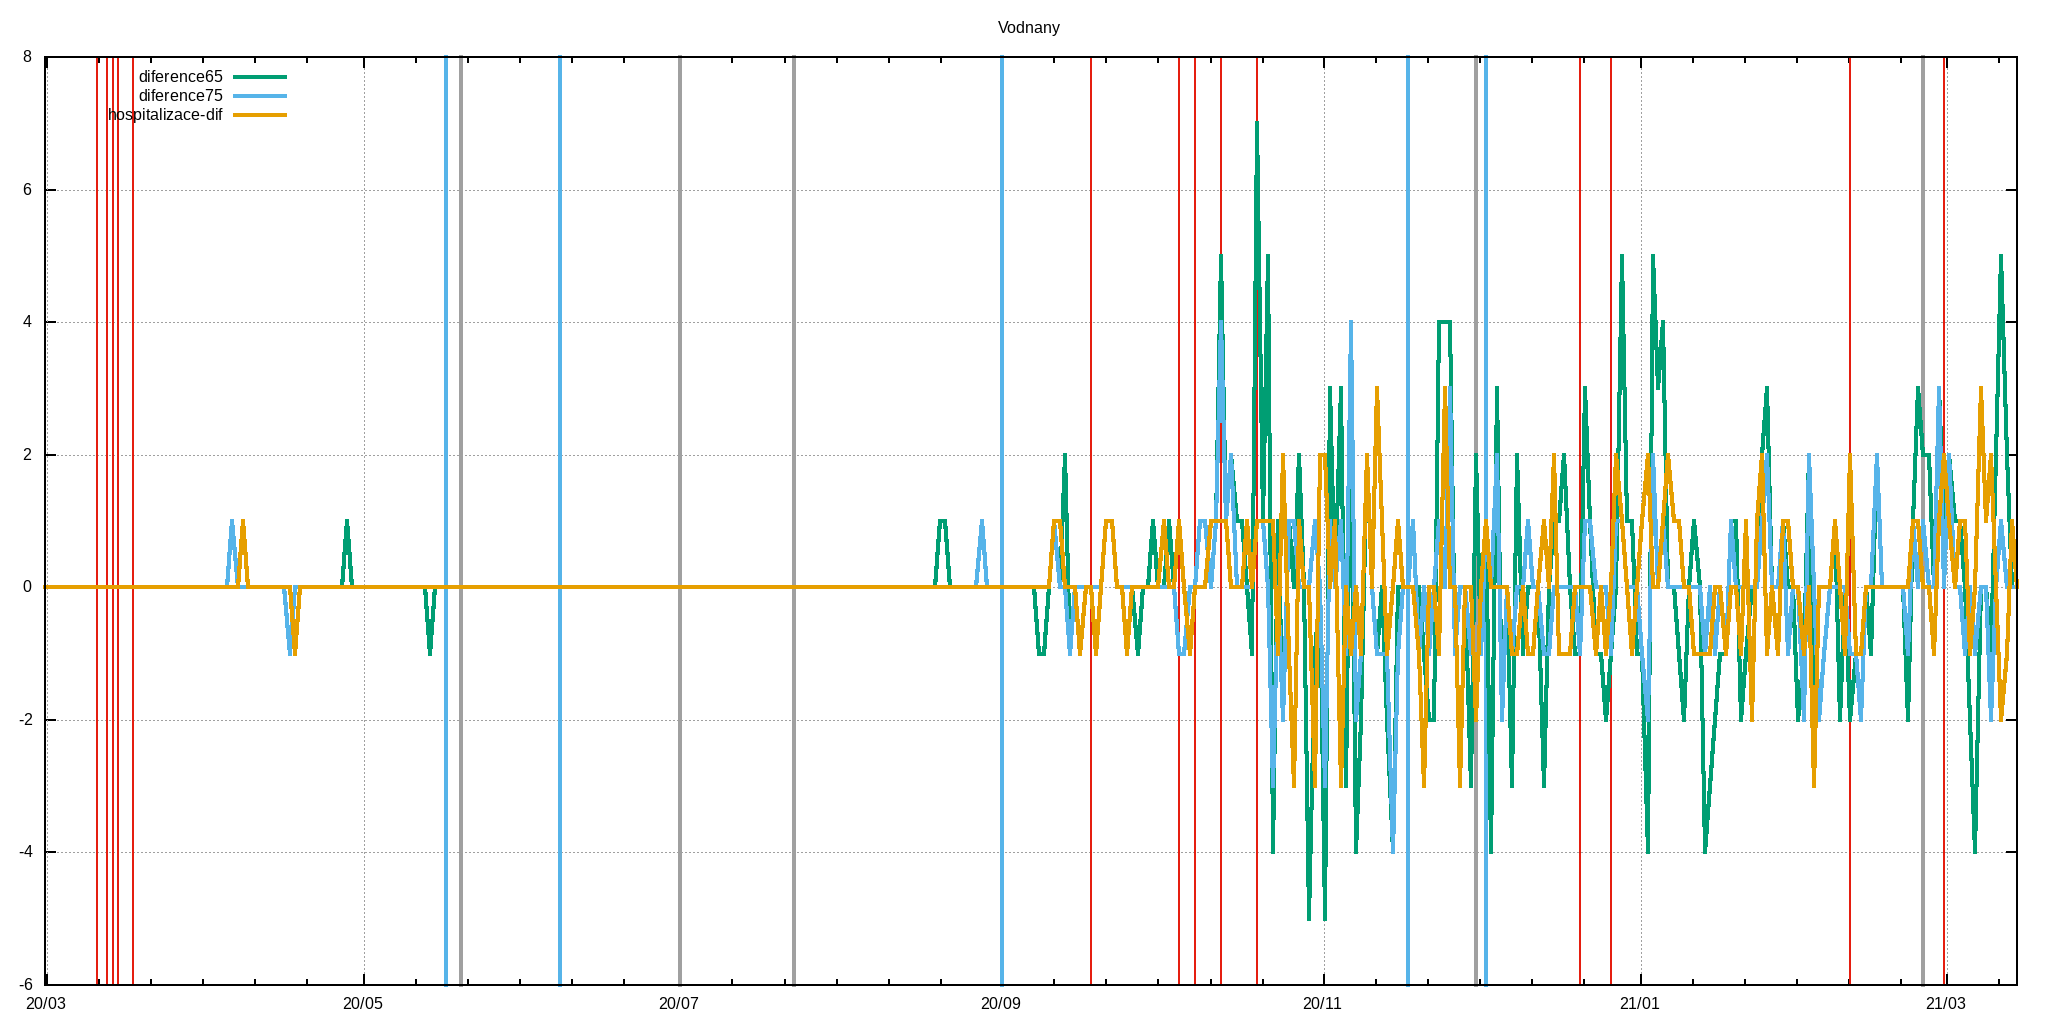 Vodnany
8
diference65
diference75
hospitalizace-dif
6
4
2
0
-2
-4
-6
20/03 20/05 20/07 20/09 20/11 21/01 21/03